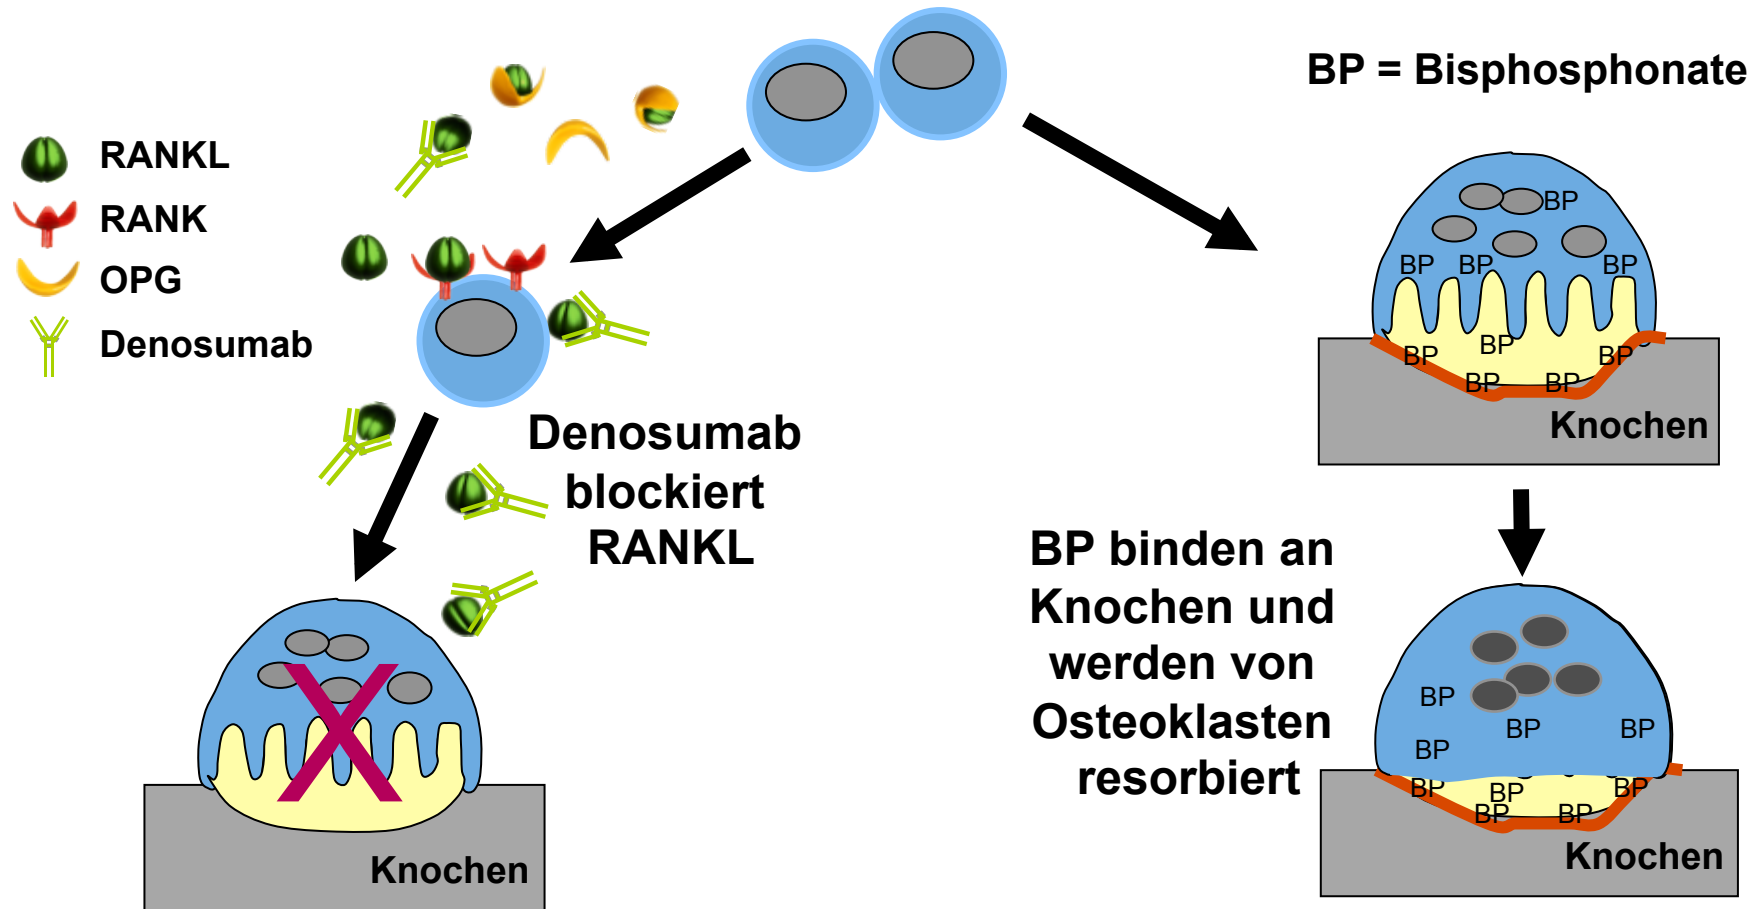 BP = Bisphosphonate
RANKL
RANK
OPG
Denosumab
BP
BP
BP
BP
BP
BP
BP
BP
BP
Knochen
Denosumab
blockiert
RANKL
BP binden an
Knochen und
werden von
Osteoklasten
resorbiert
BP
BP
BP
BP
BP
BP
BP
BP
BP
Knochen
Knochen